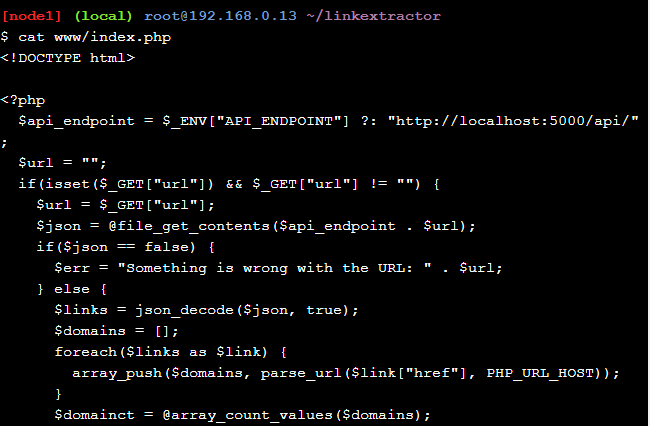 [node1] (local) root@192.168.0.13 ~/linkextractor
$ cat www/index.php
<!DOCTYPE html>

<?php
  $api_endpoint = $_ENV["API_ENDPOINT"] ?: "http://localhost:5000/api/"
;
  $url = "";
  if(isset($_GET["url"]) && $_GET["url"] != "") {
    $url = $_GET["url"];
    $json = @file_get_contents($api_endpoint . $url);
    if($json == false) {
      $err = "Something is wrong with the URL: " . $url;
    } else {
      $links = json_decode($json, true);
      $domains = [];
      foreach($links as $link) {
        array_push($domains, parse_url($link["href"], PHP_URL_HOST));
      }
      $domainct = @array_count_values($domains);